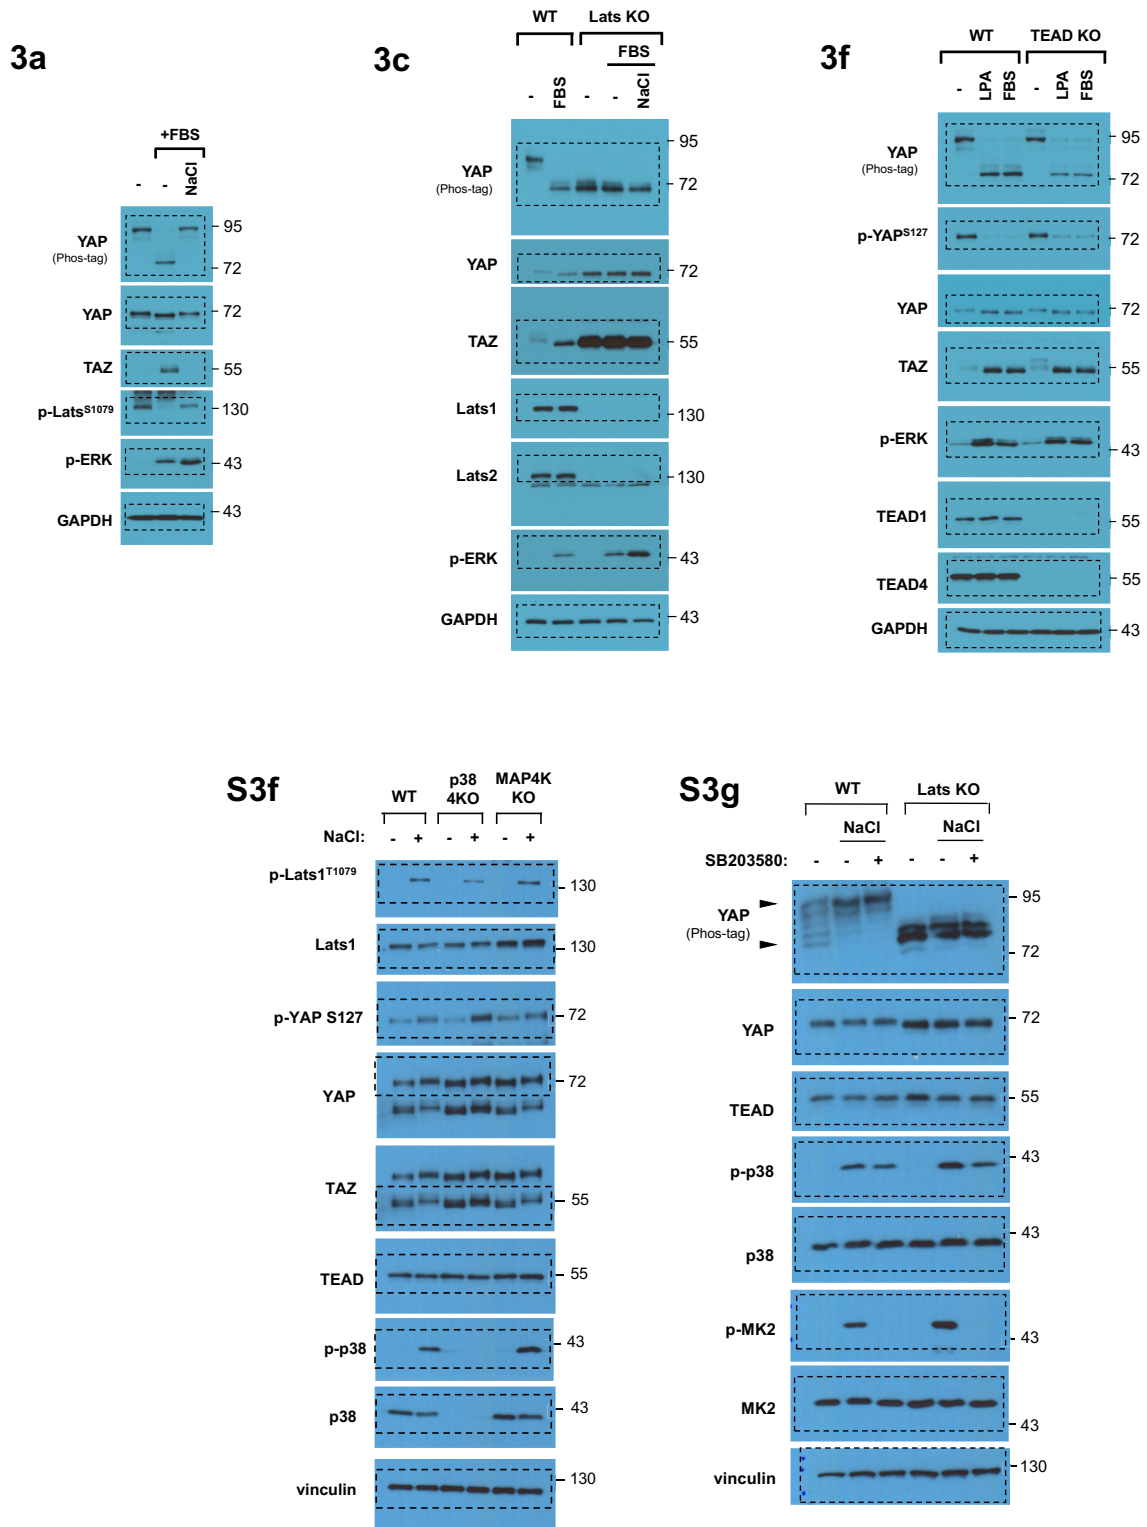 3a
+FBS
- - NaCl
YAP
(Phos-tag)
95
72
YAP
72
TAZ
55
p-LatsS1079
130
p-ERK
43
GAPDH
43
3c
WT Lats KO
FBS
- FBS - - NaCl
YAP
(Phos-tag)
95
72
YAP
72
TAZ
55
Lats1
130
Lats2
130
p-ERK
43
GAPDH
43
3f
WT TEAD KO
- LPA FBS - LPA FBS
YAP
(Phos-tag)
95
72
p-YAPS127
72
YAP
72
TAZ
55
p-ERK
43
TEAD1
55
TEAD4
55
GAPDH
43
S3f
WT p38 4KO MAP4K KO
NaCl: - + - + - +
p-Lats1T1079
130
Lats1
130
p-YAP S127
72
YAP
72
TAZ
55
TEAD
55
p-p38
43
p38
43
vinculin
130
S3g
WT Lats KO
NaCl NaCl
SB203580: - - + - - +
YAP
(Phos-tag)
95
72
YAP
72
TEAD
55
p-p38
43
p38
43
p-MK2
43
MK2
43
vinculin
130